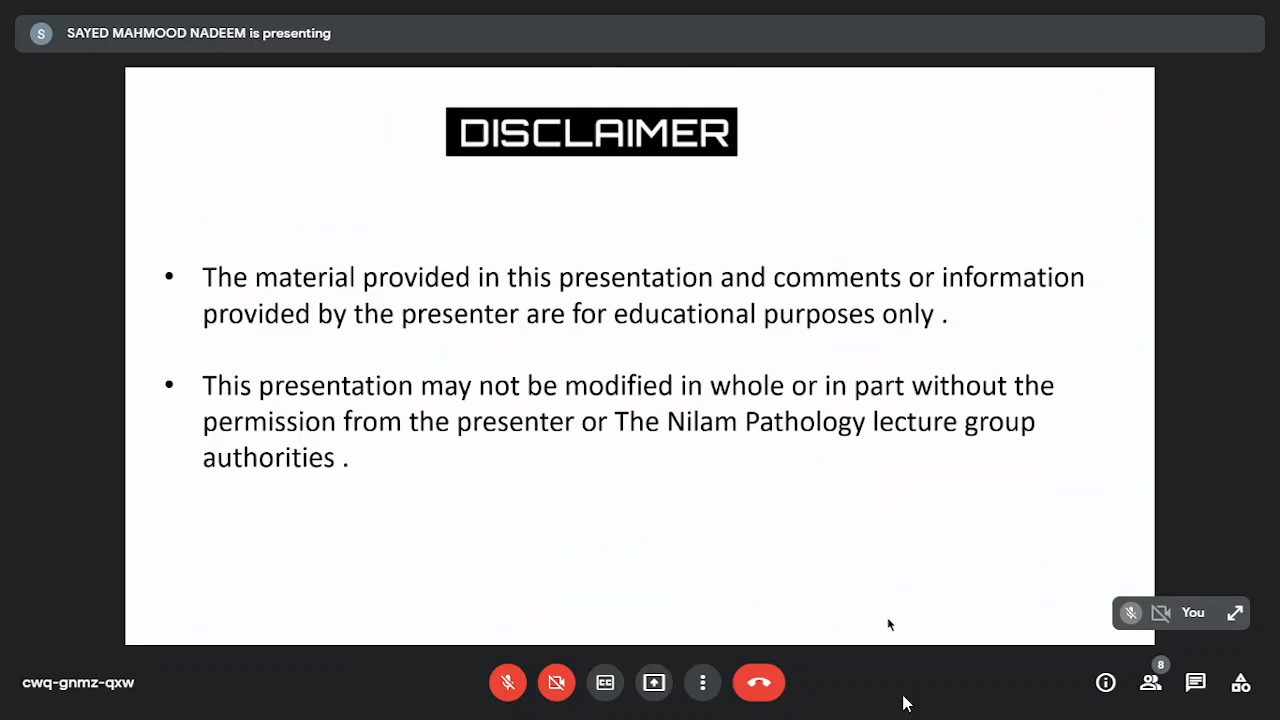 S SAYED MAHMOOD NADEEM is presenting
DISCLAIMER
• The material provided in this presentation and comments or information
provided by the presenter are for educational purposes only .
• This presentation may not be modified in whole or in part without the
permission from the presenter or The Nilam Pathology lecture group
authorities .
You
cwq-gnmz-qxw
CC
8